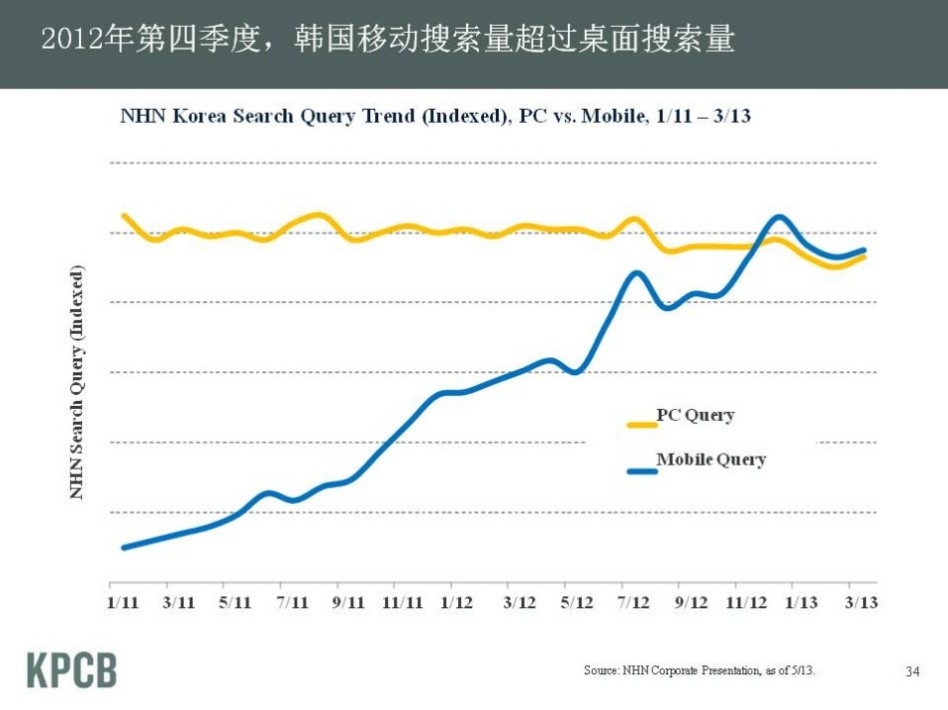 2012年第四季度，韩国移动搜索量超过桌面搜索量
NHN Korea Search Query Trend (Indexed), PC vs. Mobile, 1/11 – 3/13
NHN Search Query (Indexed)
PC Query
Mobile Query
1/11 3/11 5/11 7/11 9/11 11/11 1/12 3/12 5/12 7/12 9/12 11/12 1/13 3/13
KPCB
Source: NHN Corporate Presentation, as of 5/13.
34